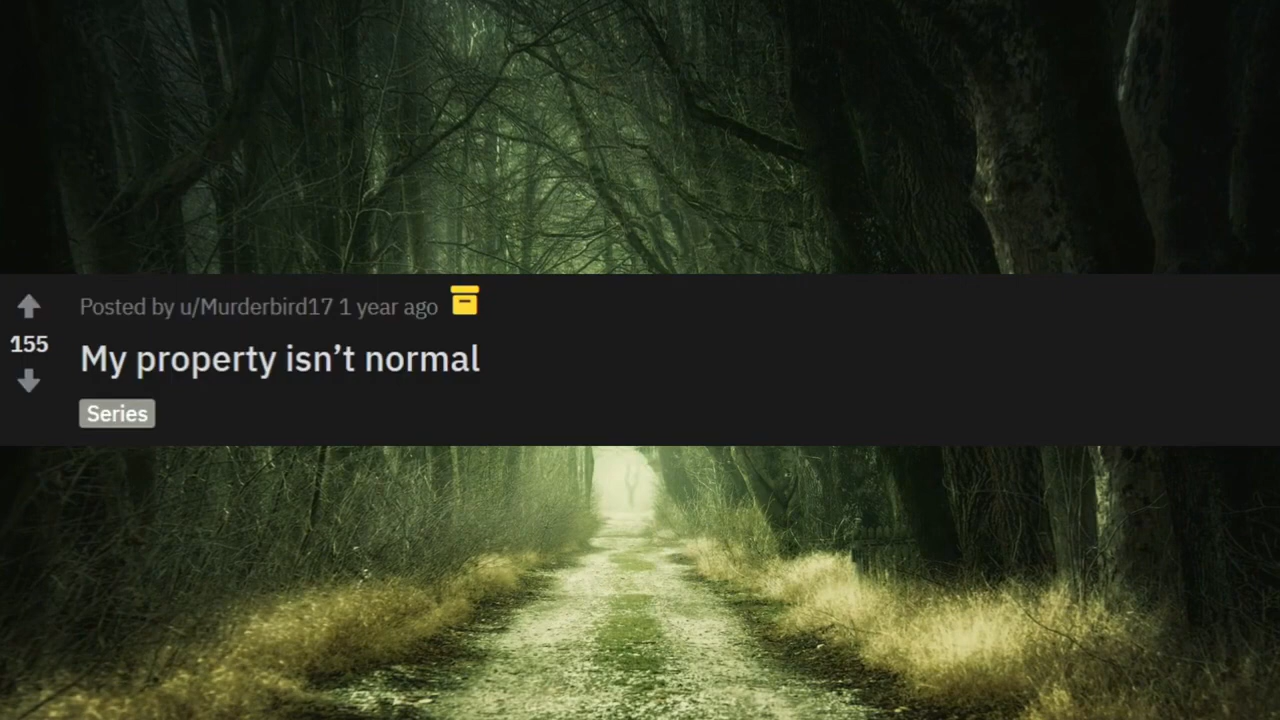 Posted by u/Murderbird17 1 year ago
155
My property isn’t normal
Series